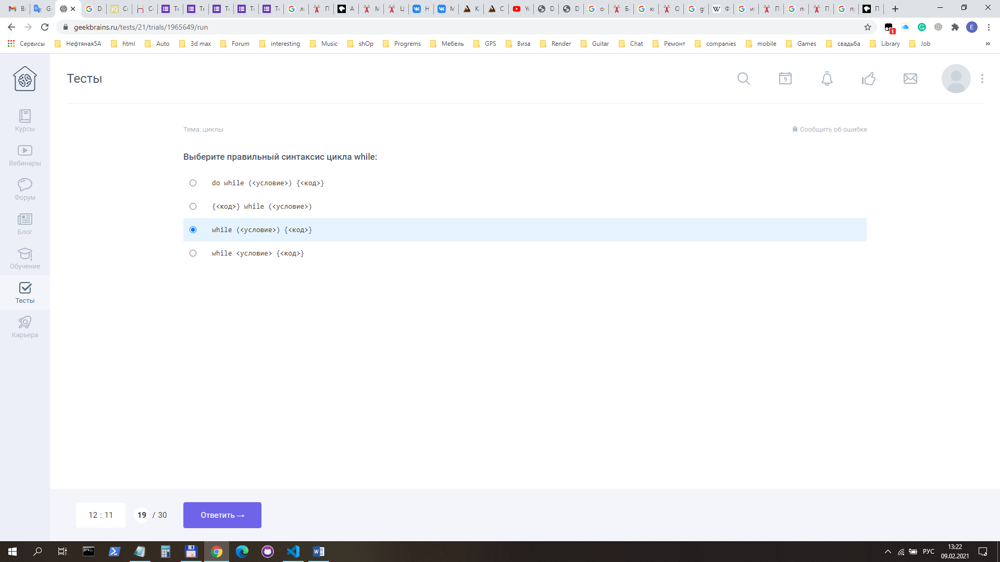 geekbrains.ru/tests/21/trials/1965649/run
1
E
Сервисы Нефтяная5А html Auto 3d max Forum interesting Music shOp Progrems Мебель GPS Виза Render Guitar Chat Ремонт companies mobile Games свадьба Library Job »
Тесты
9
Курсы
Вебинары
Форум
Блог
Обучение
Тесты
Карьера
Тема: циклы
Сообщить об ошибке
Выберите правильный синтаксис цикла while:
do while (<условие>) {<код>}
{<код>} while (<условие>)
while (<условие>) {<код>}
while <условие> {<код>}
12 : 11
19 / 30
Ответить →
РУС
13:22
09.02.2021